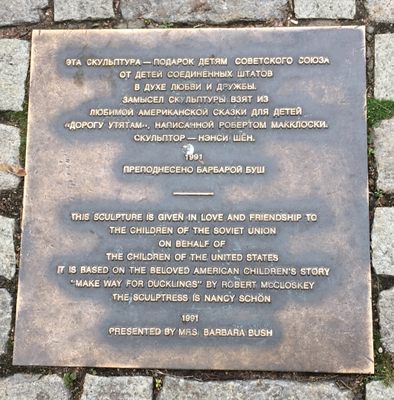 ЭТА СКУЛЬПТУРА — ПОДАРОК ДЕТЯМ СОВЕТСКОГО СОЮЗА
ОТ ДЕТЕЙ СОЕДИНЕННЫХ ШТАТОВ
В ДУХЕ ЛЮБВИ И ДРУЖБЫ.
ЗАМЫСЕЛ СКУЛЬПТУРЫ ВЗЯТ ИЗ
ЛЮБИМОЙ АМЕРИКАНСКОЙ СКАЗКИ ДЛЯ ДЕТЕЙ
"ДОРОГУ УТЯТАМ", НАПИСАННОЙ РОБЕРТОМ МАККЛОСКИ.
СКУЛЬПТОР — НЭНСИ ШЁН.
1991
ПРЕПОДНЕСЕНО БАРБАРОЙ БУШ
THIS SCULPTURE IS GIVEN IN LOVE AND FRIENDSHIP TO
THE CHILDREN OF THE SOVIET UNION
ON BEHALF OF
THE CHILDREN OF THE UNITED STATES
IT IS BASED ON THE BELOVED AMERICAN CHILDREN'S STORY
"MAKE WAY FOR DUCKLINGS" BY ROBERT McCLOSKEY
THE SCULPTRESS IS NANCY SCHÖN
1991
PRESENTED BY MRS. BARBARA BUSH